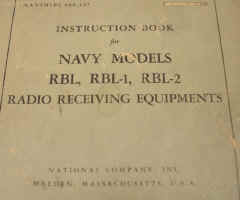 INSTRUCTION BOOK
for
NAVY MODELS
RBL, RBL-1, RBL-2
RADIO RECEIVING EQUIPMENTS
NATIONAL COMPANY, INC.
MALDEN, MASSACHUSETTS, U.S.A.